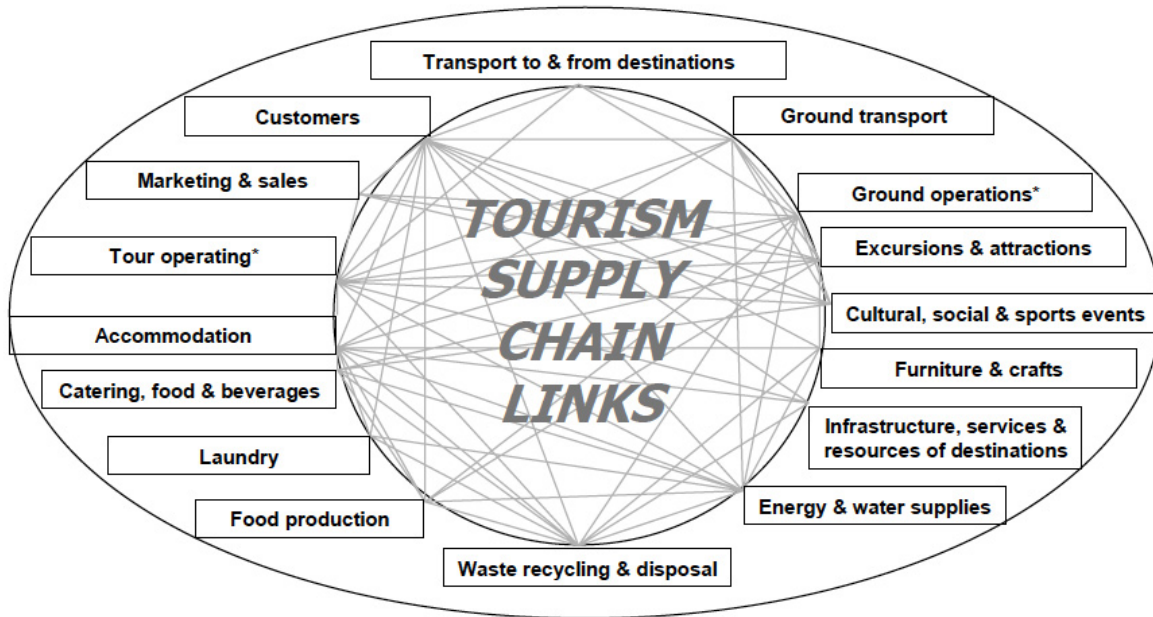 Transport to & from destinations
Customers
Ground transport
Marketing & sales
Ground operations*
Tour operating*
Excursions & attractions
Cultural, social & sports events
Accommodation
Furniture & crafts
Catering, food & beverages
Infrastructure, services &
resources of destinations
Laundry
Energy & water supplies
Food production
Waste recycling & disposal
TOURISM
SUPPLY
CHAIN
LINKS